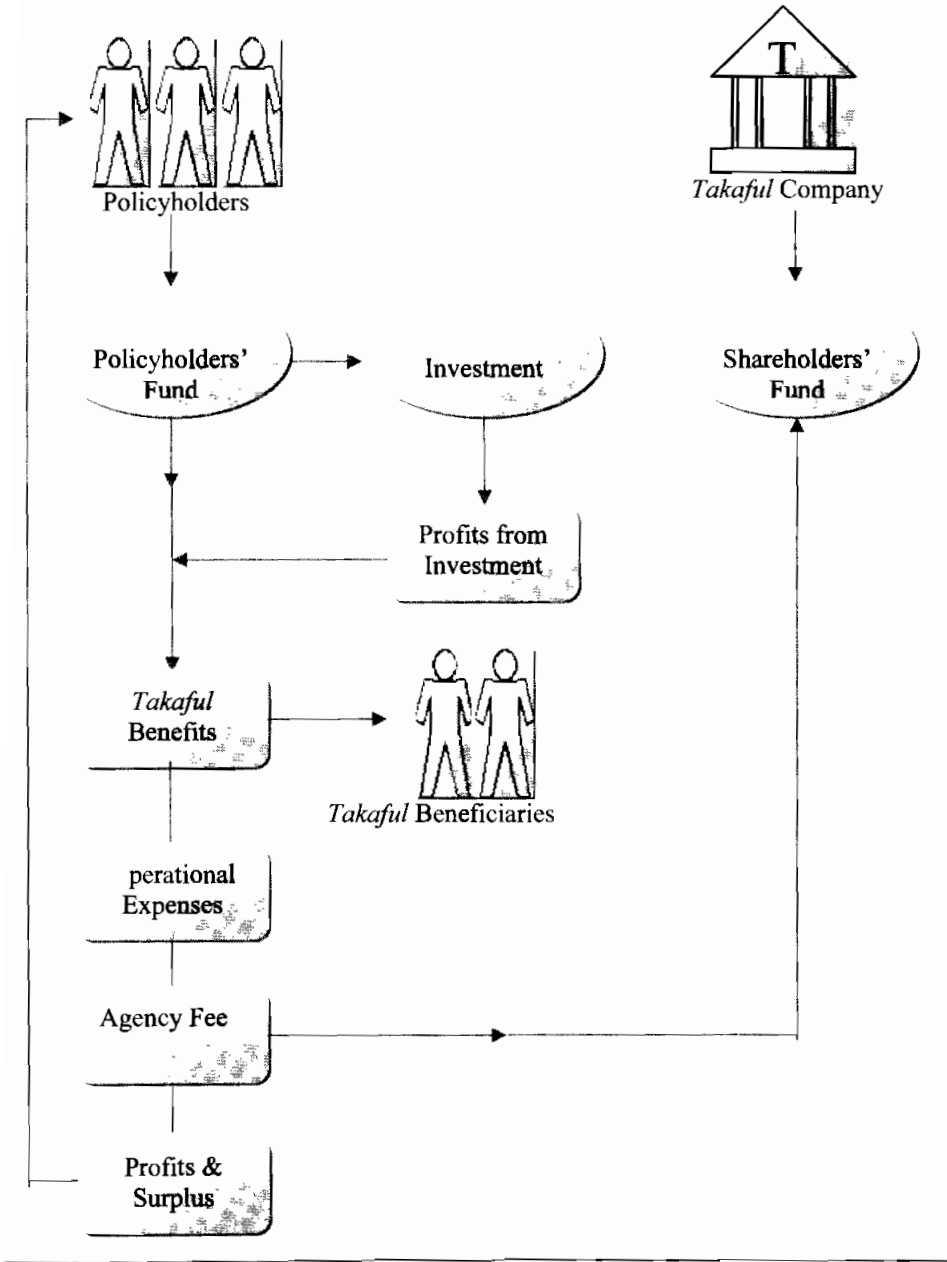 T
Policyholders
Takaful Company
Policyholders'
Fund
Investment
Shareholders'
Fund
Profits from
Investment
Takaful
Benefits
Takaful Beneficiaries
perational
Expenses
Agency Fee
Profits &
Surplus